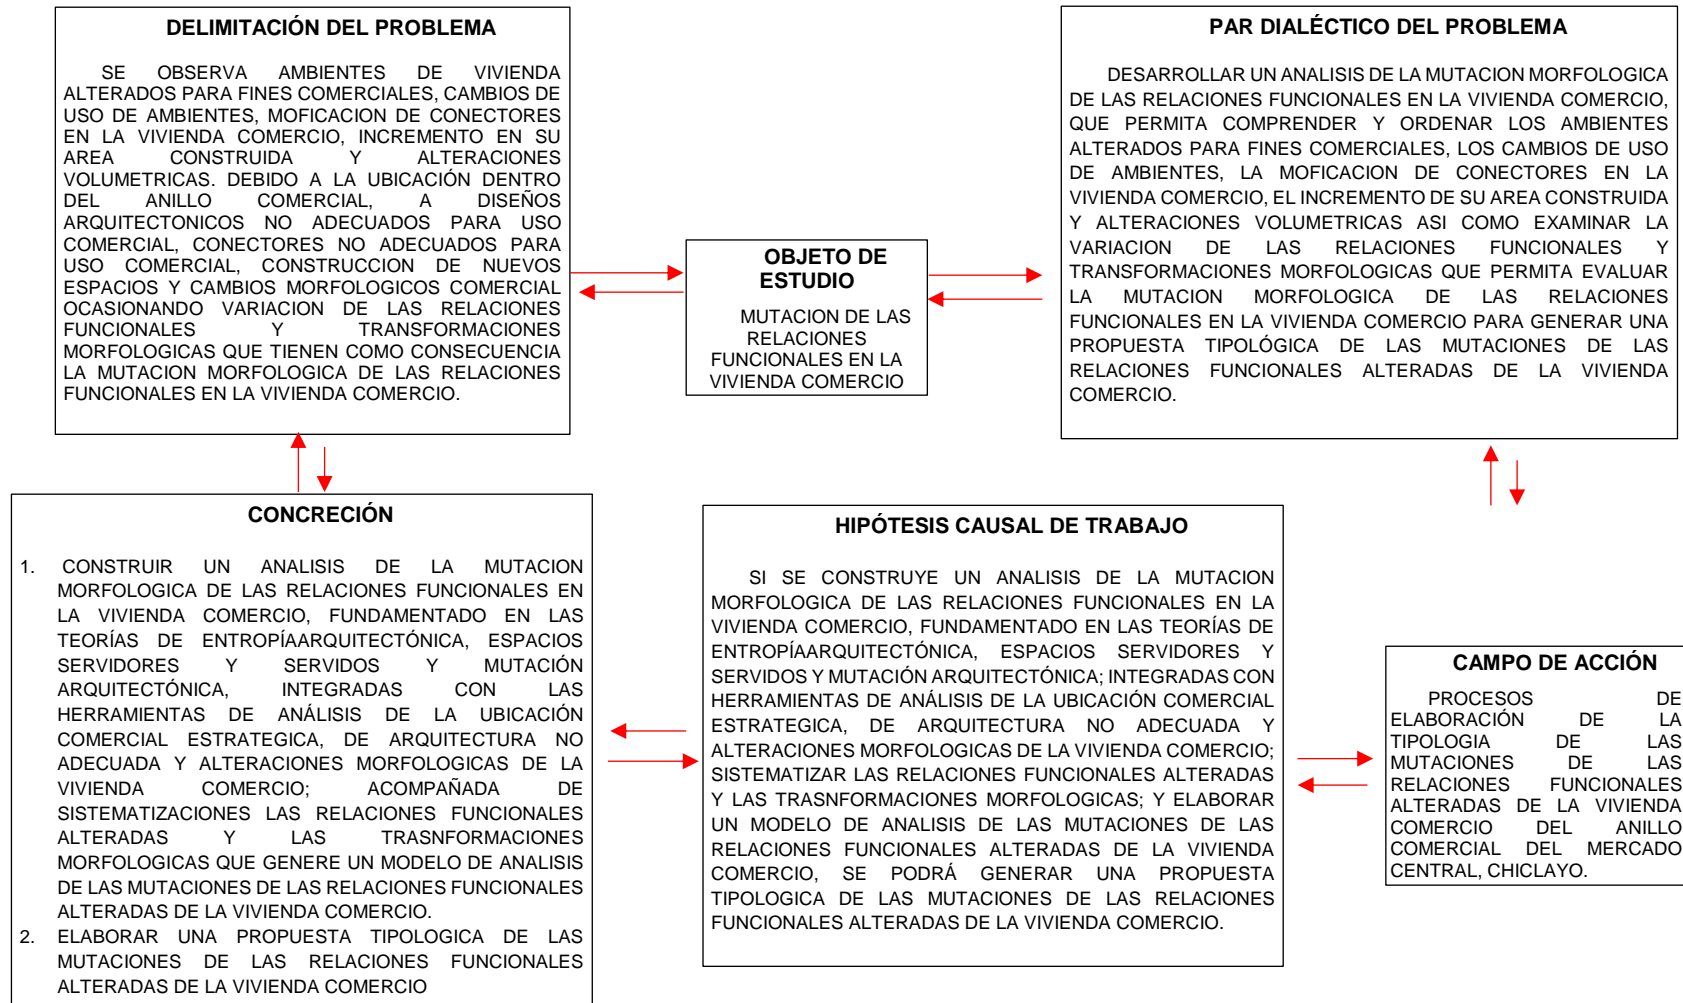 DELIMITACIÓN DEL PROBLEMA
SE OBSERVA AMBIENTES DE VIVIENDA
ALTERADOS PARA FINES COMERCIALES, CAMBIOS DE
USO DE AMBIENTES, MOFICACION DE CONECTORES
EN LA VIVIENDA COMERCIO, INCREMENTO EN SU
AREA CONSTRUIDA Y ALTERACIONES
VOLUMETRICAS. DEBIDO A LA UBICACIÓN DENTRO
DEL ANILLO COMERCIAL, A DISEÑOS
ARQUITECTONICOS NO ADECUADOS PARA USO
COMERCIAL, CONECTORES NO ADECUADOS PARA
USO COMERCIAL, CONSTRUCCION DE NUEVOS
ESPACIOS Y CAMBIOS MORFOLOGICOS COMERCIAL
OCASIONANDO VARIACION DE LAS RELACIONES
FUNCIONALES Y TRANSFORMACIONES
MORFOLOGICAS QUE TIENEN COMO CONSECUENCIA
LA MUTACION MORFOLOGICA DE LAS RELACIONES
FUNCIONALES EN LA VIVIENDA COMERCIO.
OBJETO DE
ESTUDIO
MUTACION DE LAS
RELACIONES
FUNCIONALES EN LA
VIVIENDA COMERCIO
PAR DIALÉCTICO DEL PROBLEMA
DESARROLLAR UN ANALISIS DE LA MUTACION MORFOLOGICA
DE LAS RELACIONES FUNCIONALES EN LA VIVIENDA COMERCIO,
QUE PERMITA COMPRENDER Y ORDENAR LOS AMBIENTES
ALTERADOS PARA FINES COMERCIALES, LOS CAMBIOS DE USO
DE AMBIENTES, LA MOFICACION DE CONECTORES EN LA
VIVIENDA COMERCIO, EL INCREMENTO DE SU AREA CONSTRUIDA
Y ALTERACIONES VOLUMETRICAS ASI COMO EXAMINAR LA
VARIACION DE LAS RELACIONES FUNCIONALES Y
TRANSFORMACIONES MORFOLOGICAS QUE PERMITA EVALUAR
LA MUTACION MORFOLOGICA DE LAS RELACIONES
FUNCIONALES EN LA VIVIENDA COMERCIO PARA GENERAR UNA
PROPUESTA TIPOLÓGICA DE LAS MUTACIONES DE LAS
RELACIONES FUNCIONALES ALTERADAS DE LA VIVIENDA
COMERCIO.
CONCRECIÓN
1. CONSTRUIR UN ANALISIS DE LA MUTACION
MORFOLOGICA DE LAS RELACIONES FUNCIONALES EN
LA VIVIENDA COMERCIO, FUNDAMENTADO EN LAS
TEORÍAS DE ENTROPÍAARQUITECTÓNICA, ESPACIOS
SERVIDORES Y SERVIDOS Y MUTACIÓN
ARQUITECTÓNICA, INTEGRADAS CON LAS
HERRAMIENTAS DE ANÁLISIS DE LA UBICACIÓN
COMERCIAL ESTRATEGICA, DE ARQUITECTURA NO
ADECUADA Y ALTERACIONES MORFOLOGICAS DE LA
VIVIENDA COMERCIO; ACOMPAÑADA DE
SISTEMATIZACIONES LAS RELACIONES FUNCIONALES
ALTERADAS Y LAS TRASNFORMACIONES
MORFOLOGICAS QUE GENERE UN MODELO DE ANALISIS
DE LAS MUTACIONES DE LAS RELACIONES FUNCIONALES
ALTERADAS DE LA VIVIENDA COMERCIO.
2. ELABORAR UNA PROPUESTA TIPOLOGICA DE LAS
MUTACIONES DE LAS RELACIONES FUNCIONALES
ALTERADAS DE LA VIVIENDA COMERCIO
HIPÓTESIS CAUSAL DE TRABAJO
SI SE CONSTRUYE UN ANALISIS DE LA MUTACION
MORFOLOGICA DE LAS RELACIONES FUNCIONALES EN LA
VIVIENDA COMERCIO, FUNDAMENTADO EN LAS TEORÍAS DE
ENTROPÍAARQUITECTÓNICA, ESPACIOS SERVIDORES Y
SERVIDOS Y MUTACIÓN ARQUITECTÓNICA; INTEGRADAS CON
HERRAMIENTAS DE ANÁLISIS DE LA UBICACIÓN COMERCIAL
ESTRATEGICA, DE ARQUITECTURA NO ADECUADA Y
ALTERACIONES MORFOLOGICAS DE LA VIVIENDA COMERCIO;
SISTEMATIZAR LAS RELACIONES FUNCIONALES ALTERADAS
Y LAS TRASNFORMACIONES MORFOLOGICAS; Y ELABORAR
UN MODELO DE ANALISIS DE LAS MUTACIONES DE LAS
RELACIONES FUNCIONALES ALTERADAS DE LA VIVIENDA
COMERCIO, SE PODRÁ GENERAR UNA PROPUESTA
TIPOLOGICA DE LAS MUTACIONES DE LAS RELACIONES
FUNCIONALES ALTERADAS DE LA VIVIENDA COMERCIO.
CAMPO DE ACCIÓN
PROCESOS DE
ELABORACIÓN DE LA
TIPOLOGIA DE LAS
MUTACIONES DE LAS
RELACIONES FUNCIONALES
ALTERADAS DE LA VIVIENDA
COMERCIO DEL ANILLO
COMERCIAL DEL MERCADO
CENTRAL, CHICLAYO.